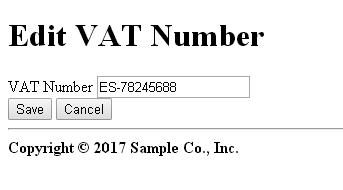 Edit VAT Number
VAT Number ES-78245688
Save Cancel
Copyright © 2017 Sample Co., Inc.